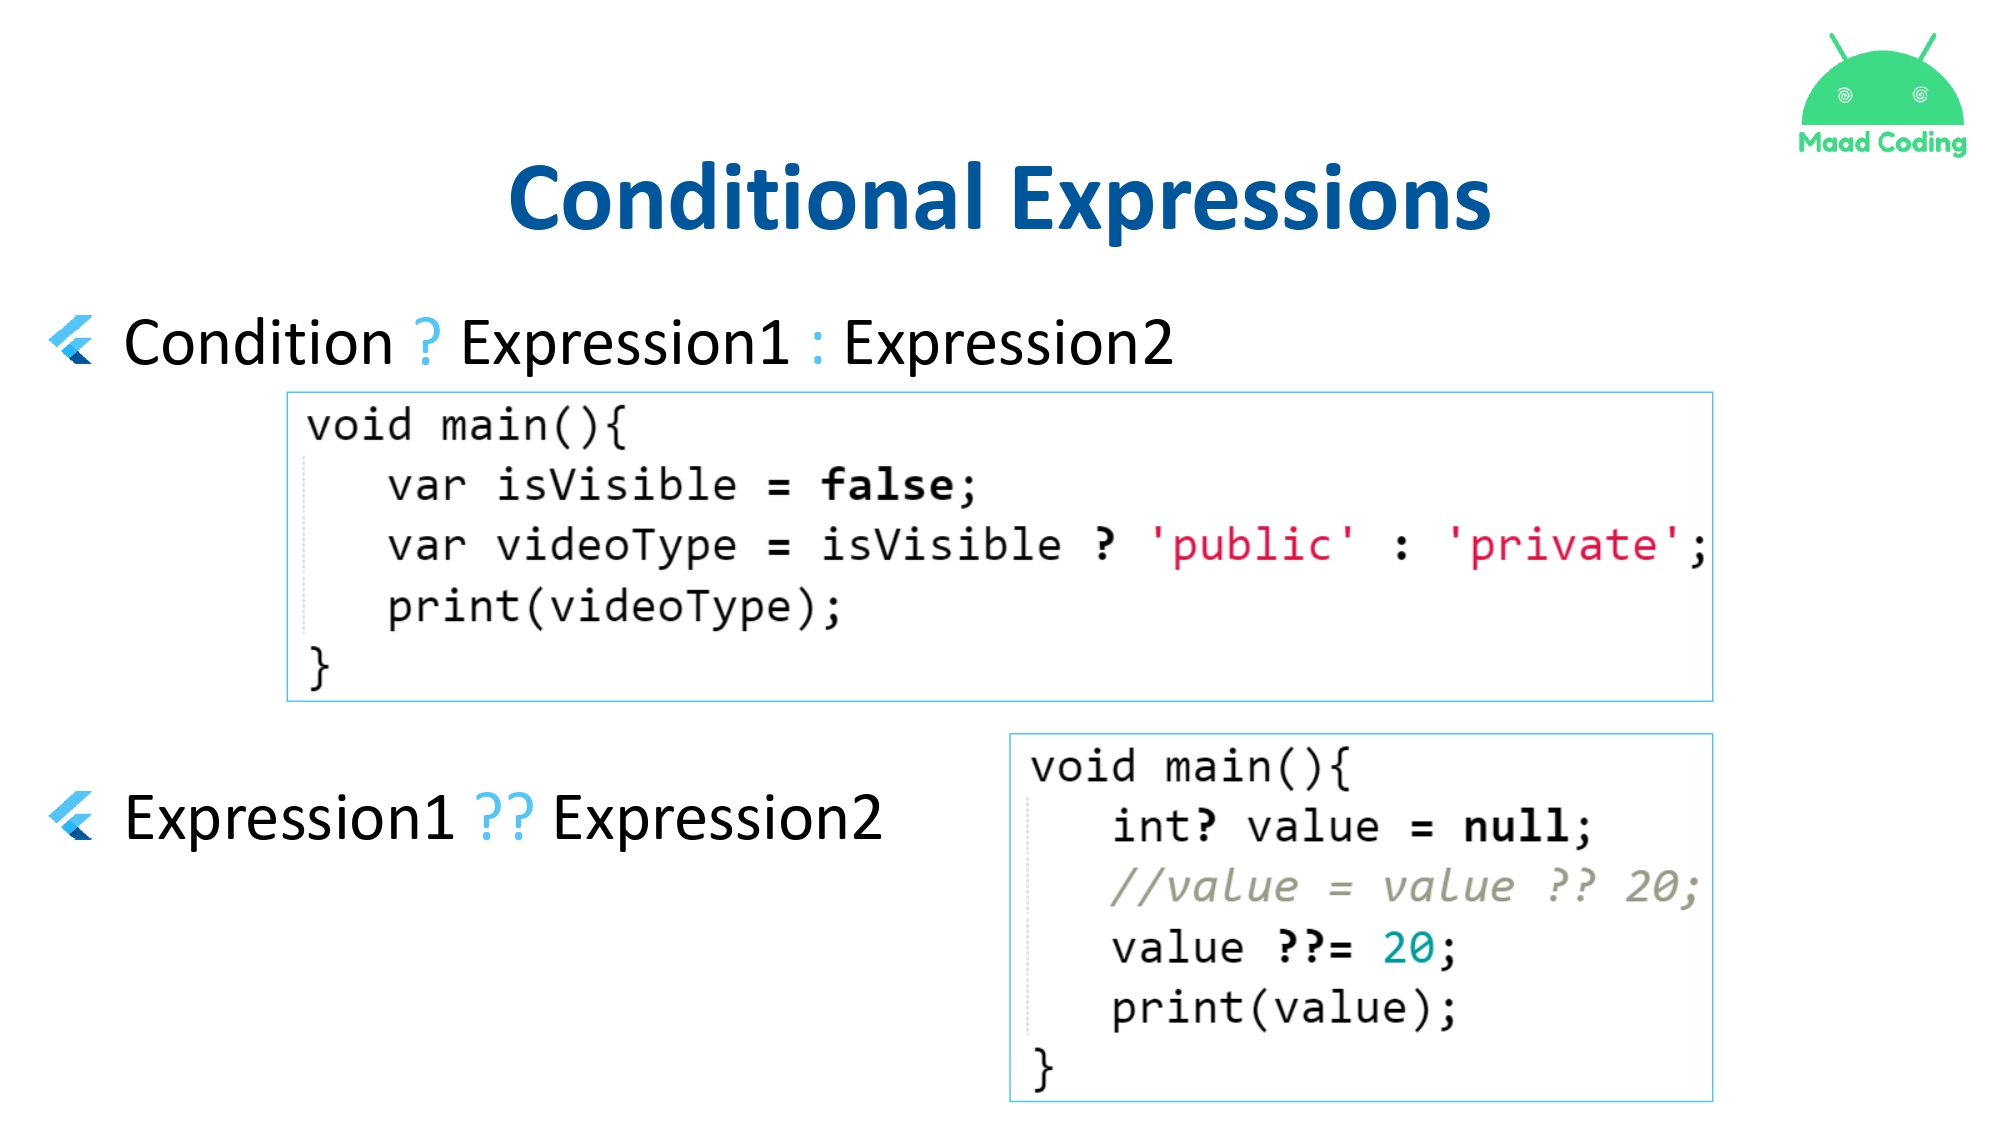 Maad Coding
Conditional Expressions
Condition ? Expression1 : Expression2
void main(){
var isVisible = false;
var videoType = isVisible ? 'public' : 'private';
print(videoType);
}
Expression1 ?? Expression2
void main(){
int? value = null;
//value = value ?? 20;
value ??= 20;
print(value);
}